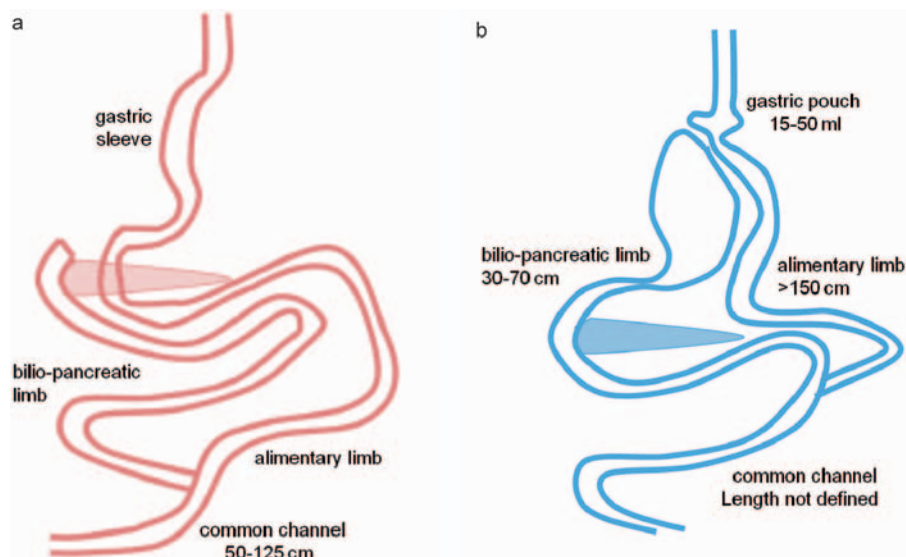 a
gastric
sleeve
bilio-pancreatic
limb
alimentary limb
common channel
50-125 cm
b
gastric pouch
15-50 ml
bilio-pancreatic limb
30-70 cm
alimentary limb
>150 cm
common channel
Length not defined